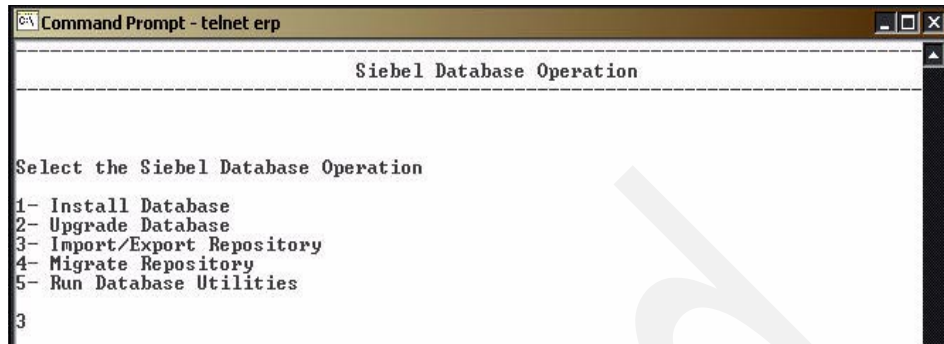 Command Prompt - telnet erp
Siebel Database Operation
Select the Siebel Database Operation
1- Install Database
2- Upgrade Database
3- Import/Export Repository
4- Migrate Repository
5- Run Database Utilities
3